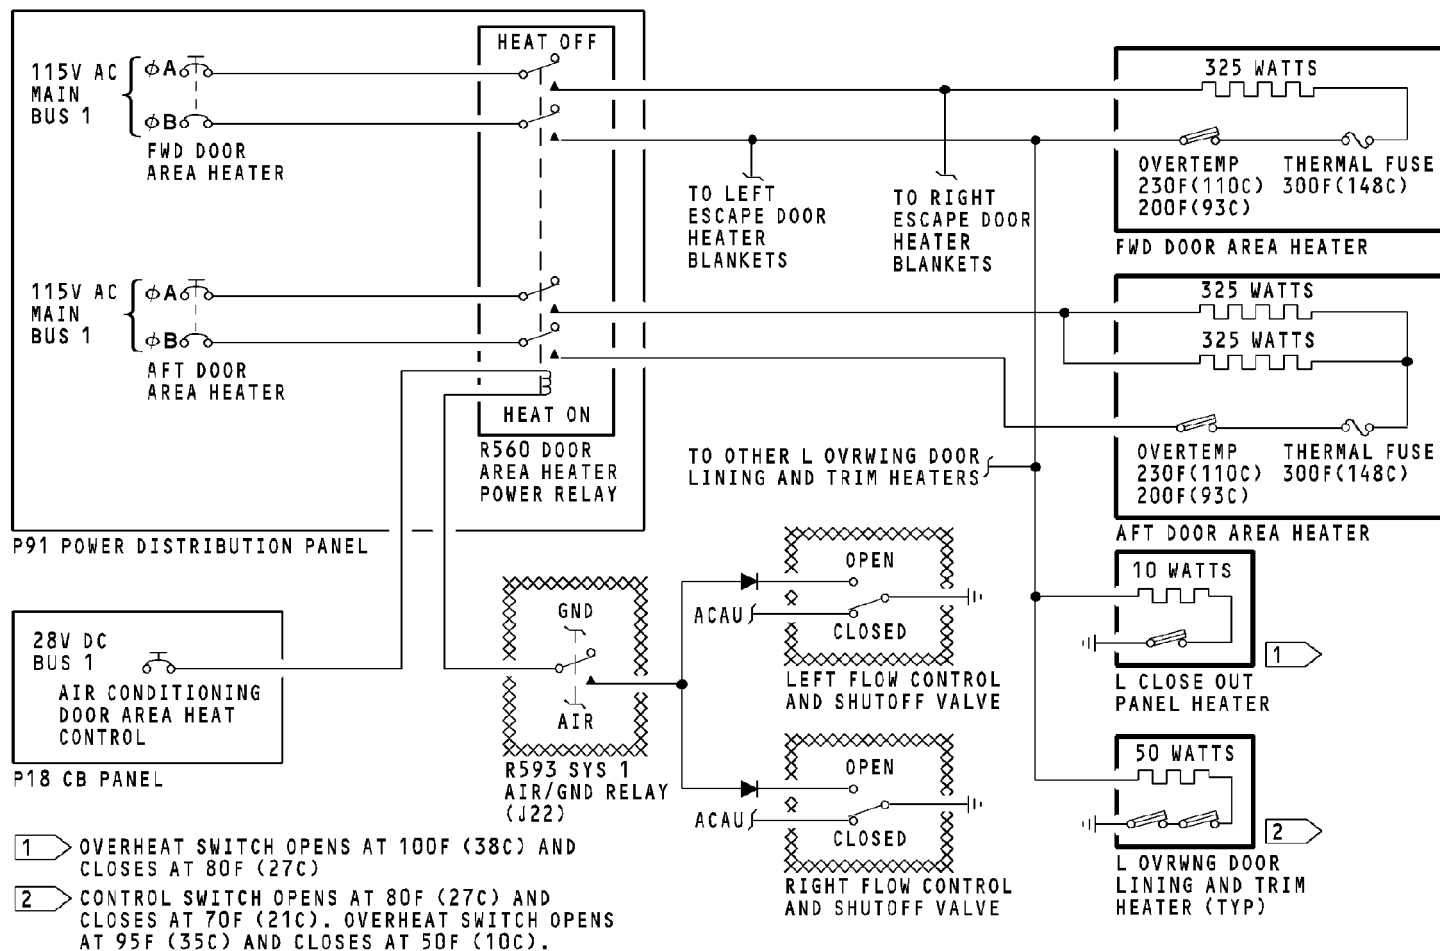 HEAT OFF
115V AC
MAIN
BUS 1
ϕA
ϕB
FWD DOOR
AREA HEATER
325 WATTS
OVERTEMP
230F(110C)
200F(93C)
THERMAL FUSE
300F(148C)
FWD DOOR AREA HEATER
TO LEFT
ESCAPE DOOR
HEATER
BLANKETS
TO RIGHT
ESCAPE DOOR
HEATER
BLANKETS
115V AC
MAIN
BUS 1
ϕA
ϕB
AFT DOOR
AREA HEATER
325 WATTS
325 WATTS
OVERTEMP
230F(110C)
200F(93C)
THERMAL FUSE
300F(148C)
AFT DOOR AREA HEATER
HEAT ON
R560 DOOR
AREA HEATER
POWER RELAY
TO OTHER L OVRWING DOOR
LINING AND TRIM HEATERS
P91 POWER DISTRIBUTION PANEL
28V DC
BUS 1
AIR CONDITIONING
DOOR AREA HEAT
CONTROL
P18 CB PANEL
GND
AIR
R593 SYS 1
AIR/GND RELAY
(J22)
OPEN
ACAU
CLOSED
LEFT FLOW CONTROL
AND SHUTOFF VALVE
OPEN
ACAU
CLOSED
RIGHT FLOW CONTROL
AND SHUTOFF VALVE
10 WATTS
1
L CLOSE OUT
PANEL HEATER
50 WATTS
2
L OVRWNG DOOR
LINING AND TRIM
HEATER (TYP)
1 OVERHEAT SWITCH OPENS AT 100F (38C) AND
CLOSES AT 80F (27C)
2 CONTROL SWITCH OPENS AT 80F (27C) AND
CLOSES AT 70F (21C). OVERHEAT SWITCH OPENS
AT 95F (35C) AND CLOSES AT 50F (10C).